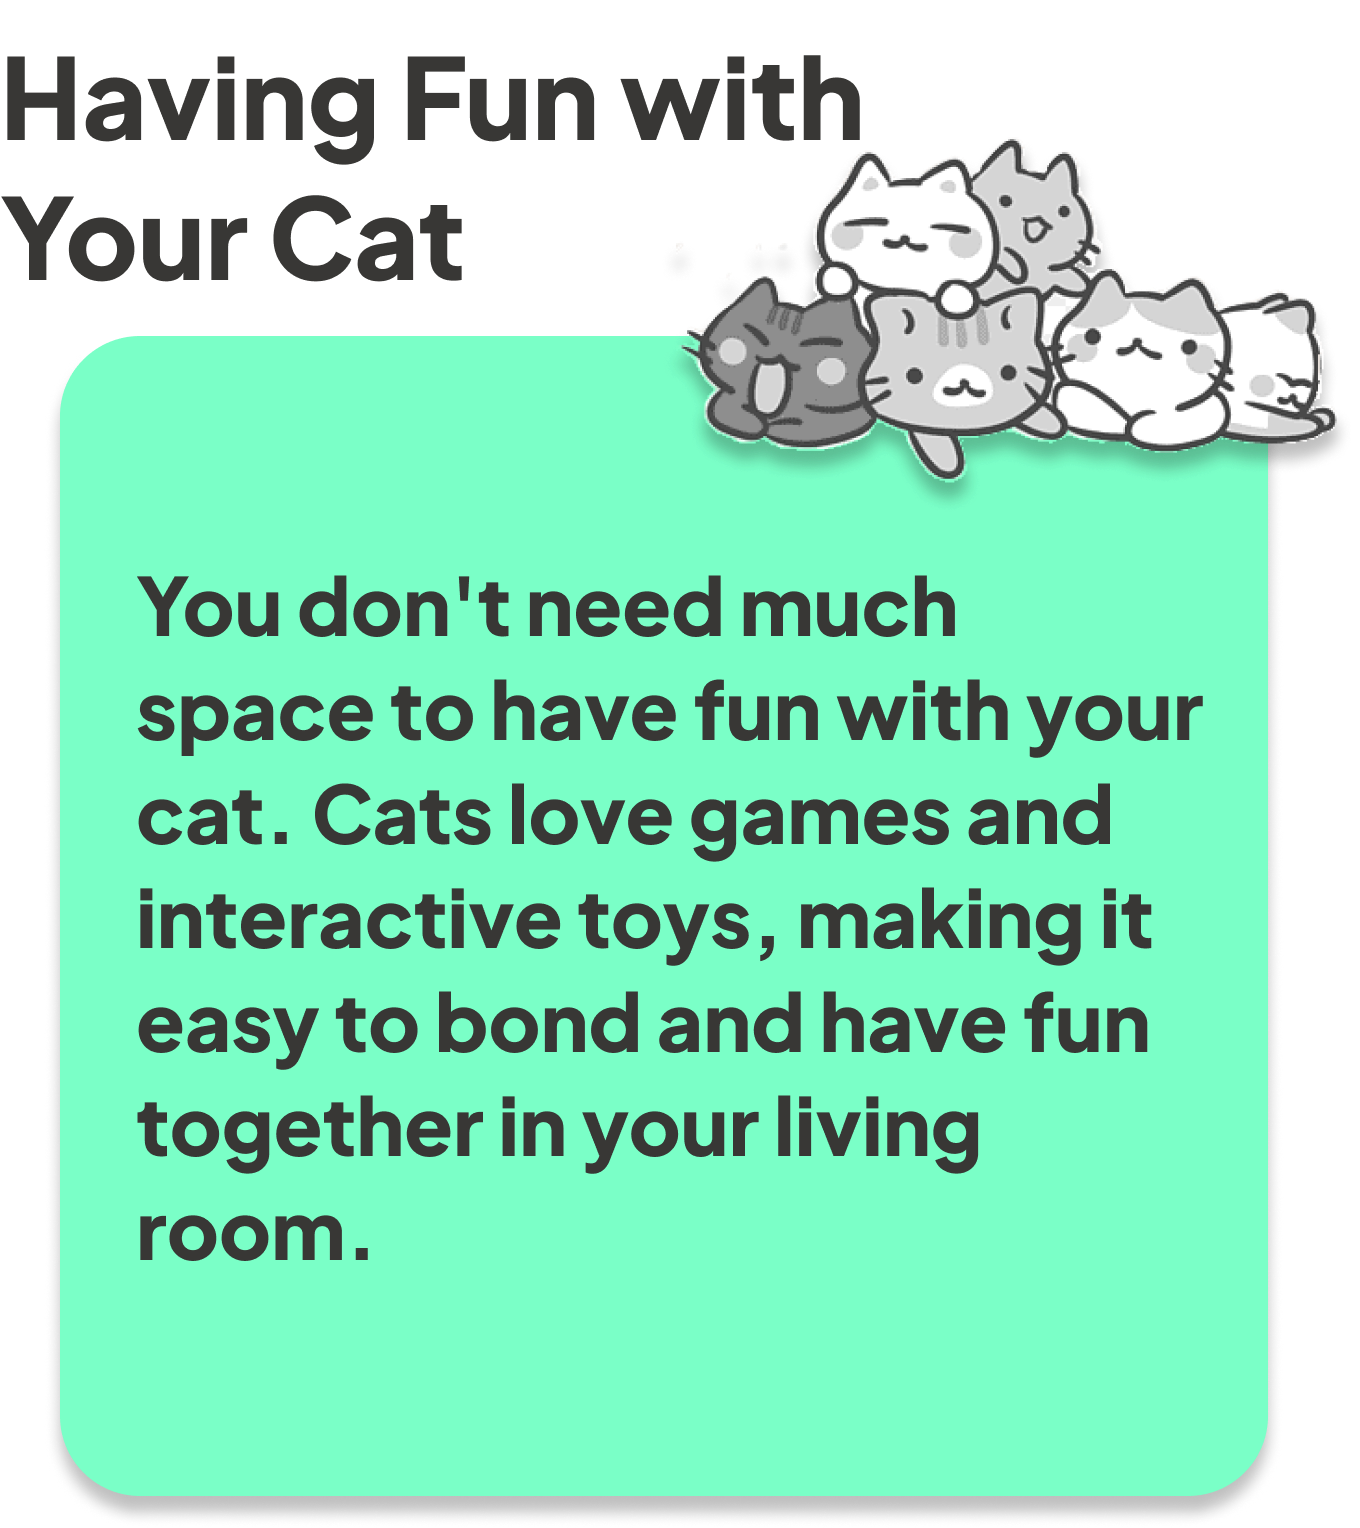 Having Fun with
Your Cat
You don't need much
space to have fun with your
cat. Cats love games and
interactive toys, making it
easy to bond and have fun
together in your living
room.